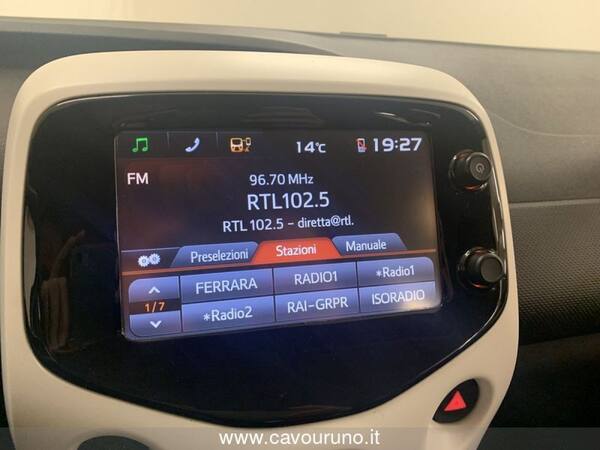 14°C 19:27
FM
96.70 MHz
RTL102.5
RTL 102.5 - diretta@rtl.
Preselezioni Stazioni Manuale
FERRARA RADIO1 *Radio1
1/7
*Radio2 RAI-GRPR ISORADIO
www.cavouruno.it